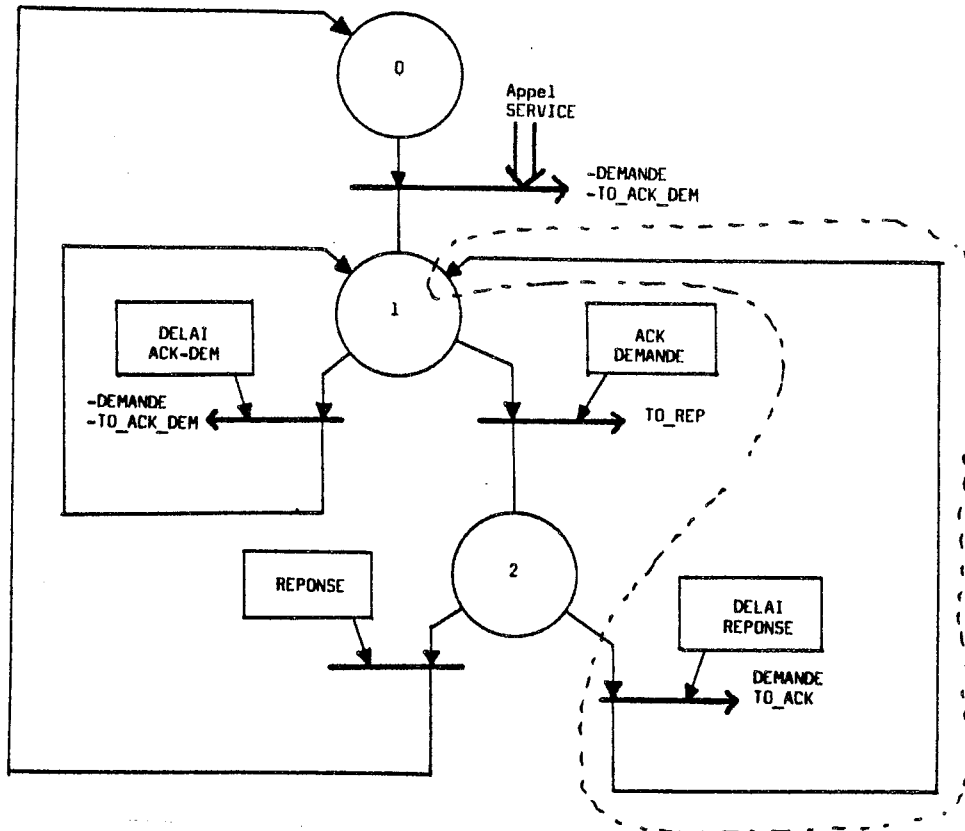 0
Appel
SERVICE
-DEMANDE
-TO_ACK_DEM
1
DELAI
ACK-DEM
ACK
DEMANDE
-DEMANDE
-TO_ACK_DEM
TO_REP
2
REPONSE
DELAI
REPONSE
DEMANDE
TO_ACK